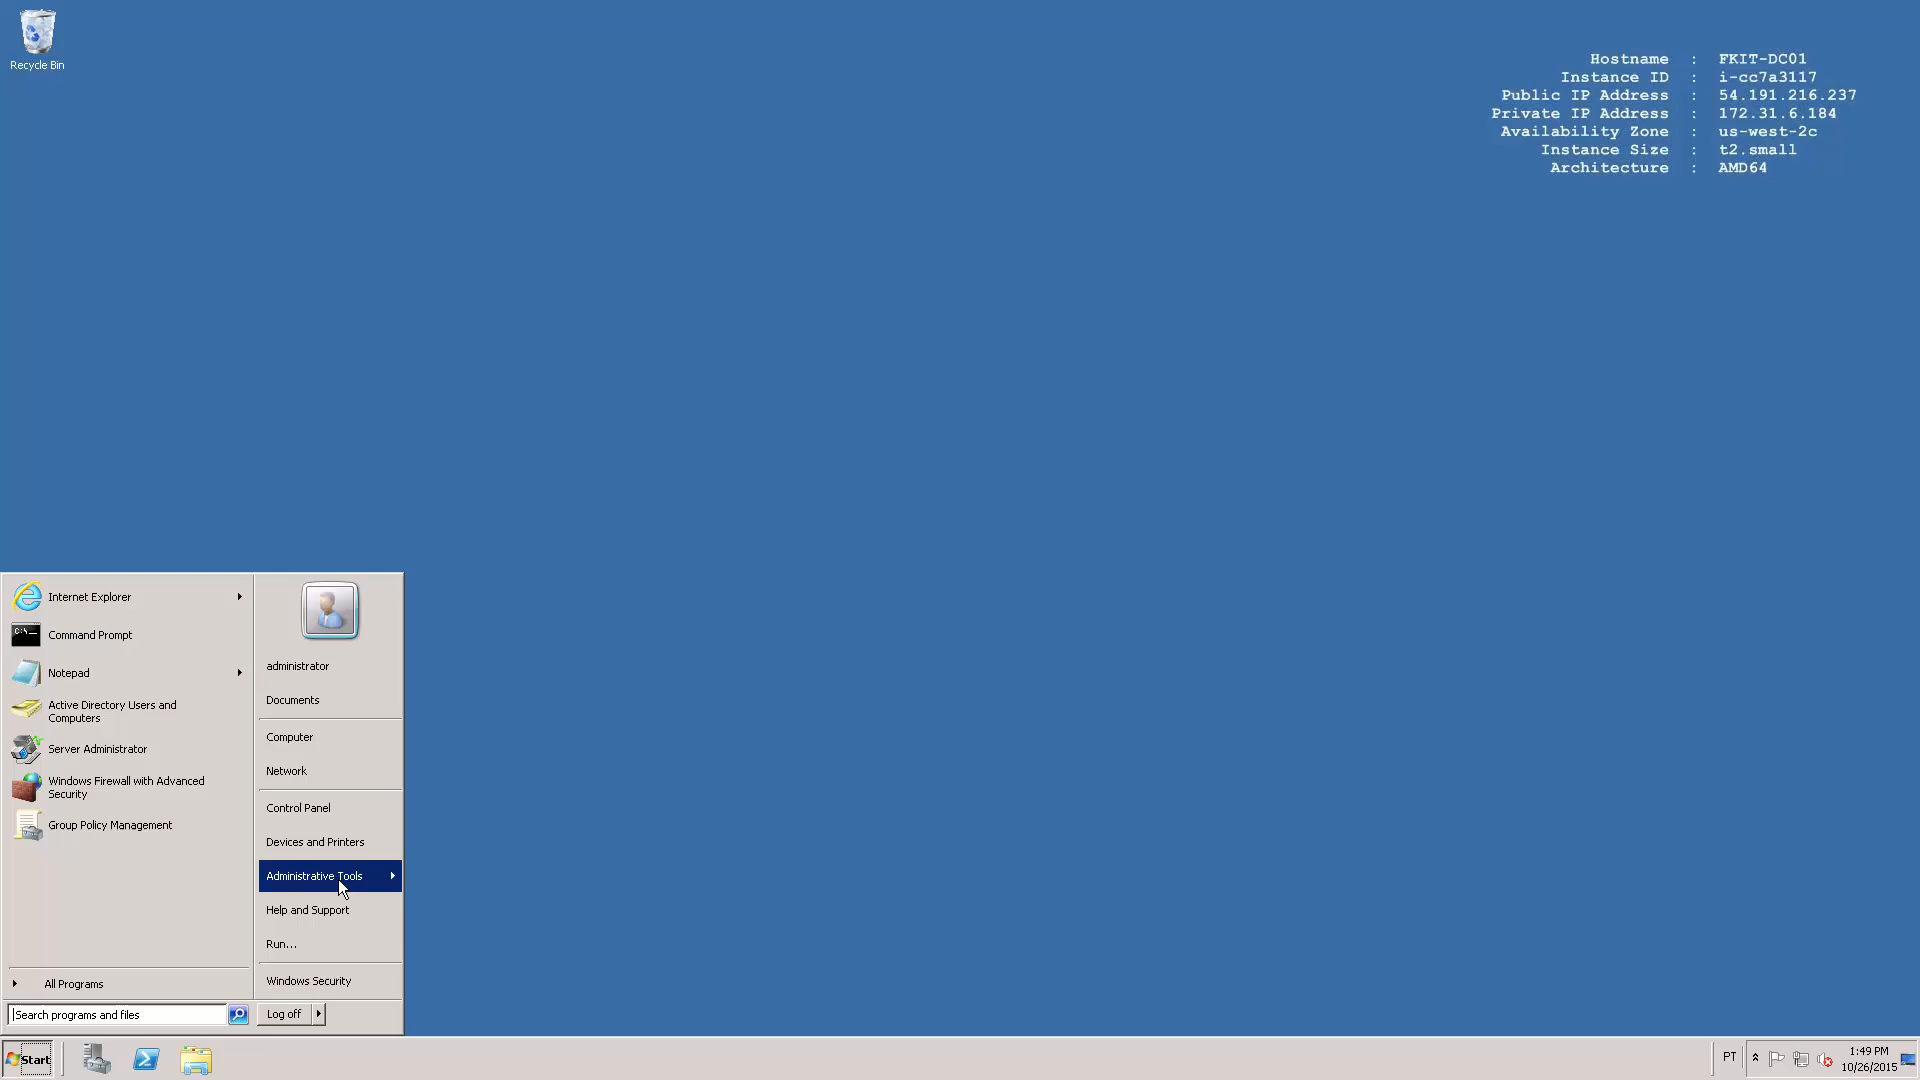 Recycle Bin
Hostname : FKIT-DC01
Instance ID : i-cc7a3117
Public IP Address : 54.191.216.237
Private IP Address : 172.31.6.184
Availability Zone : us-west-2c
Instance Size : t2.small
Architecture : AMD64
Internet Explorer
Command Prompt
Notepad
Active Directory Users and
Computers
Server Administrator
Windows Firewall with Advanced
Security
Group Policy Management
All Programs
Search programs and files
administrator
Documents
Computer
Network
Control Panel
Devices and Printers
Administrative Tools
Help and Support
Run...
Windows Security
Log off
Start
PT
1:49 PM
10/26/2015